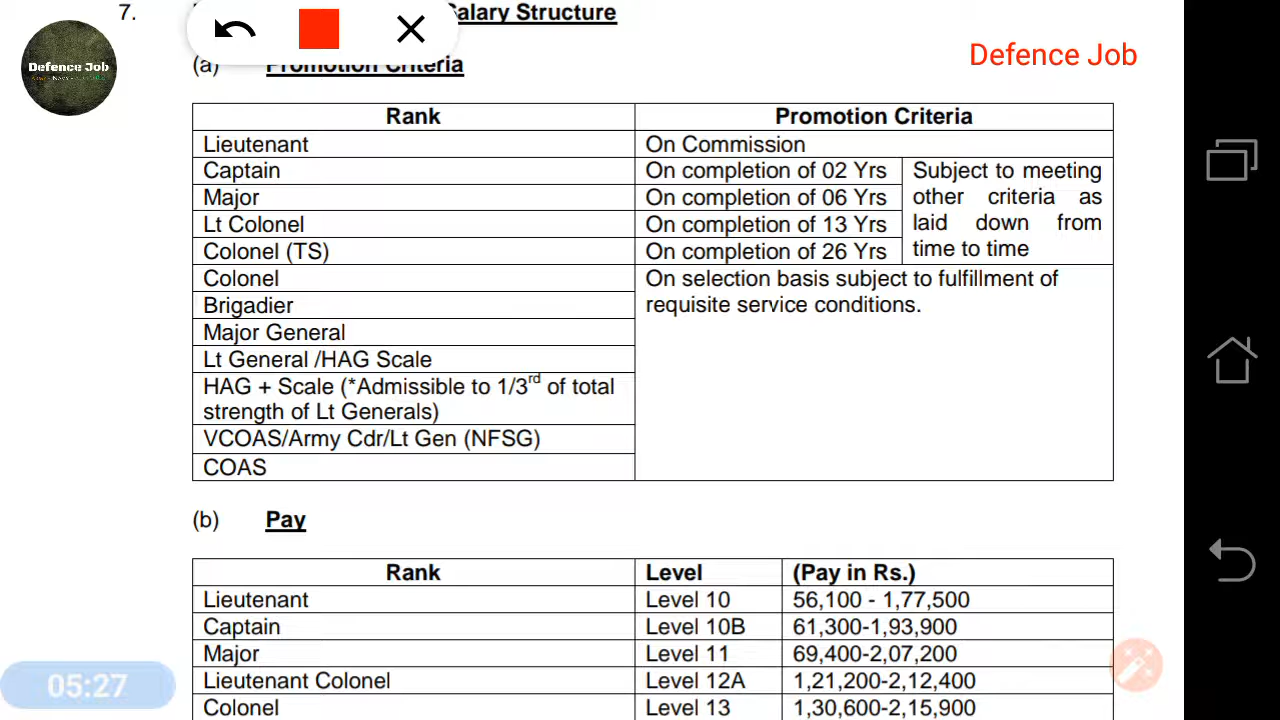 7. Salary Structure
Defence Job
Defence Job
(a) Promotion Criteria
Rank Promotion Criteria
Lieutenant On Commission
Captain On completion of 02 Yrs Subject to meeting
Major On completion of 06 Yrs other criteria as
Lt Colonel On completion of 13 Yrs laid down from
Colonel (TS) On completion of 26 Yrs time to time
Colonel On selection basis subject to fulfillment of
Brigadier requisite service conditions.
Major General
Lt General /HAG Scale
HAG + Scale (*Admissible to 1/3rd of total
strength of Lt Generals)
VCOAS/Army Cdr/Lt Gen (NFSG)
COAS
(b) Pay
Rank Level (Pay in Rs.)
Lieutenant Level 10 56,100 - 1,77,500
Captain Level 10B 61,300-1,93,900
Major Level 11 69,400-2,07,200
Lieutenant Colonel Level 12A 1,21,200-2,12,400
Colonel Level 13 1,30,600-2,15,900
05:27